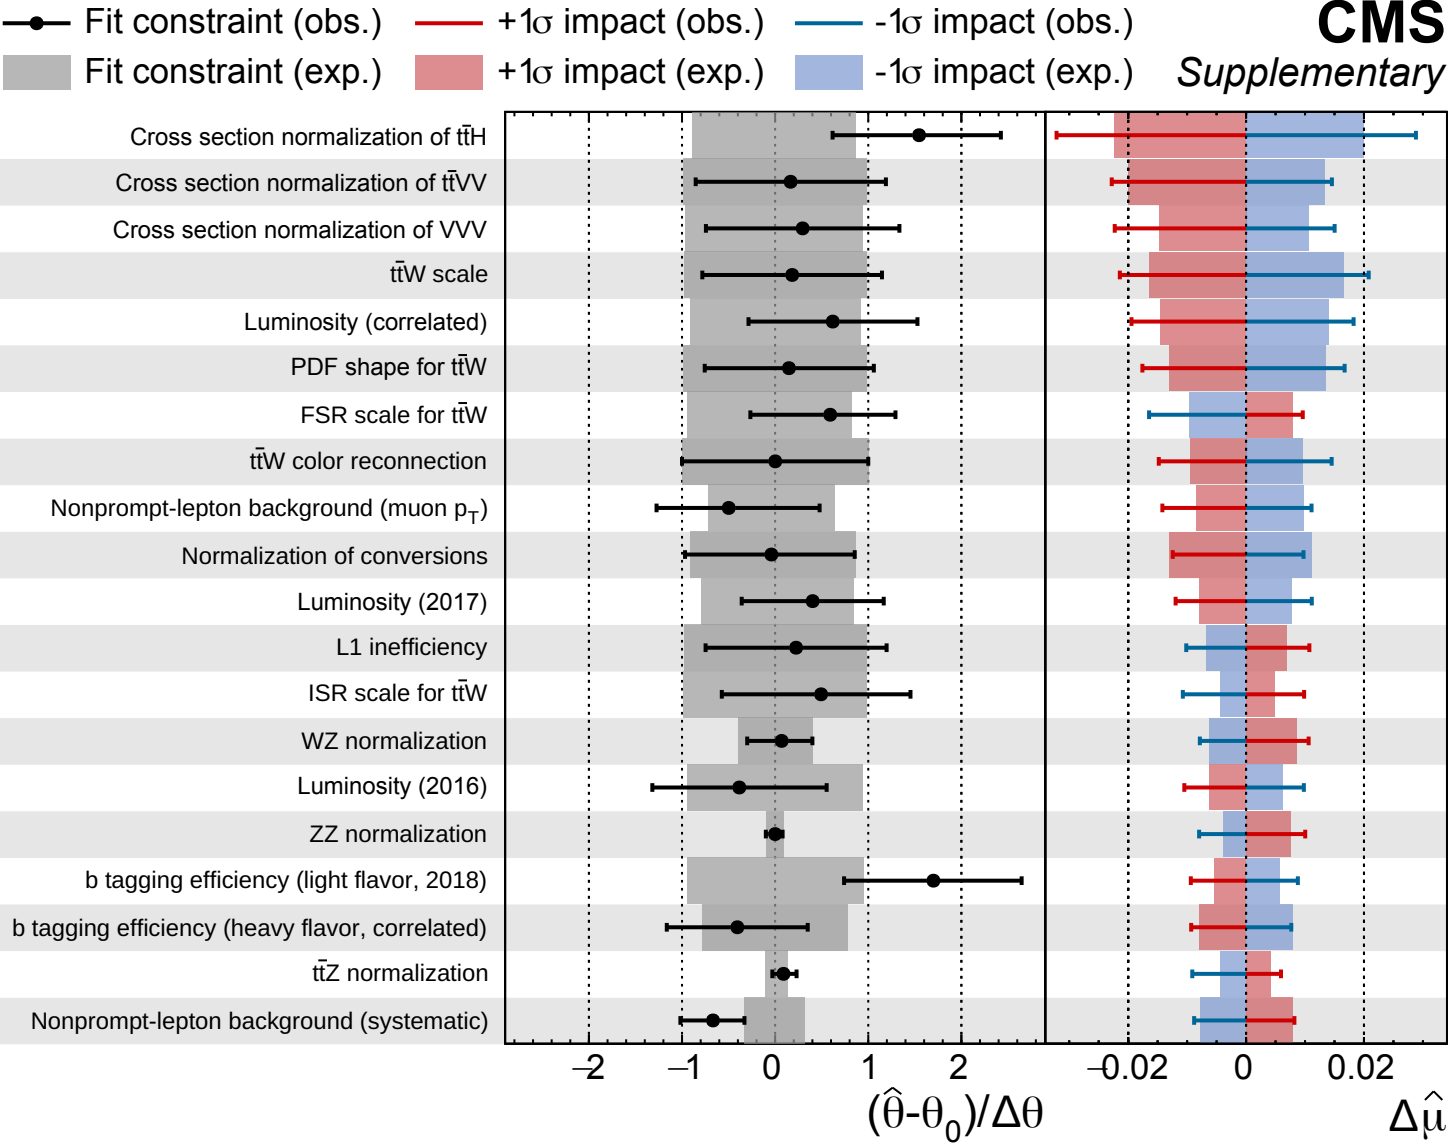 Fit constraint (obs.) +1σ impact (obs.) -1σ impact (obs.) CMS
Fit constraint (exp.) +1σ impact (exp.) -1σ impact (exp.) Supplementary
Cross section normalization of tt̄H
Cross section normalization of tt̄VV
Cross section normalization of VVV
tt̄W scale
Luminosity (correlated)
PDF shape for tt̄W
FSR scale for tt̄W
tt̄W color reconnection
Nonprompt-lepton background (muon p_T)
Normalization of conversions
Luminosity (2017)
L1 inefficiency
ISR scale for tt̄W
WZ normalization
Luminosity (2016)
ZZ normalization
b tagging efficiency (light flavor, 2018)
b tagging efficiency (heavy flavor, correlated)
tt̄Z normalization
Nonprompt-lepton background (systematic)
−2 −1 0 1 2 −0.02 0 0.02
(θ̂-θ₀)/Δθ Δμ̂